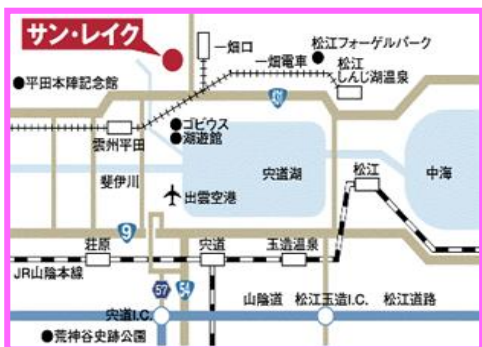 サン・レイク
一畑口
松江フォーゲルパーク
一畑電車
松江
しんじ湖温泉
平田本陣記念館
431
ゴビウス
湖遊館
雲州平田
宍道湖
松江
中海
斐伊川
出雲空港
9
荘原
宍道
玉造温泉
JR山陰本線
57
54
山陰道 松江玉造I.C. 松江道路
宍道I.C.
荒神谷史跡公園